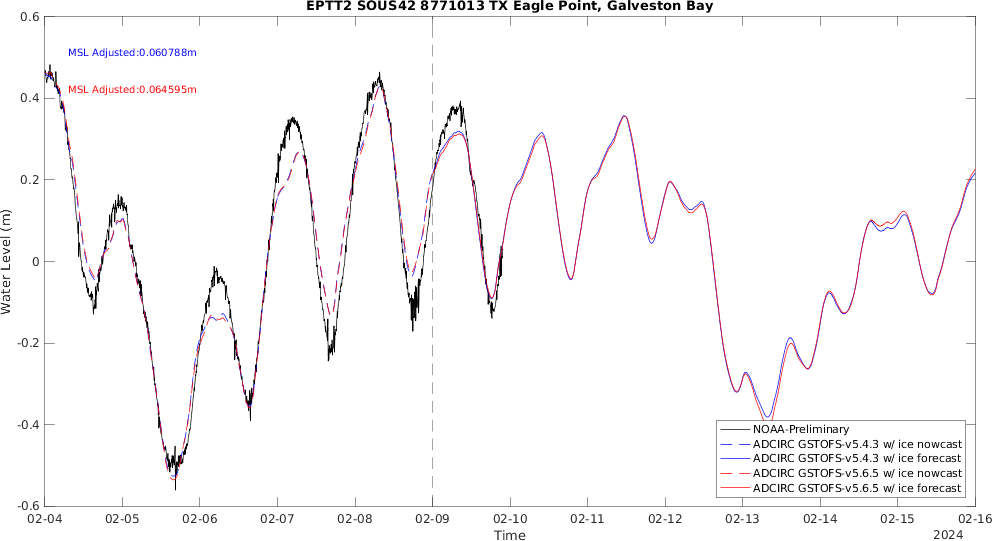 EPTT2 SOUS42 8771013 TX Eagle Point, Galveston Bay
0.6
0.4
0.2
0
-0.2
-0.4
-0.6
Water Level (m)
MSL Adjusted:0.060788m
MSL Adjusted:0.064595m
NOAA-Preliminary
ADCIRC GSTOFS-v5.4.3 w/ ice nowcast
ADCIRC GSTOFS-v5.4.3 w/ ice forecast
ADCIRC GSTOFS-v5.6.5 w/ ice nowcast
ADCIRC GSTOFS-v5.6.5 w/ ice forecast
02-04 02-05 02-06 02-07 02-08 02-09 02-10 02-11 02-12 02-13 02-14 02-15 02-16
Time
2024